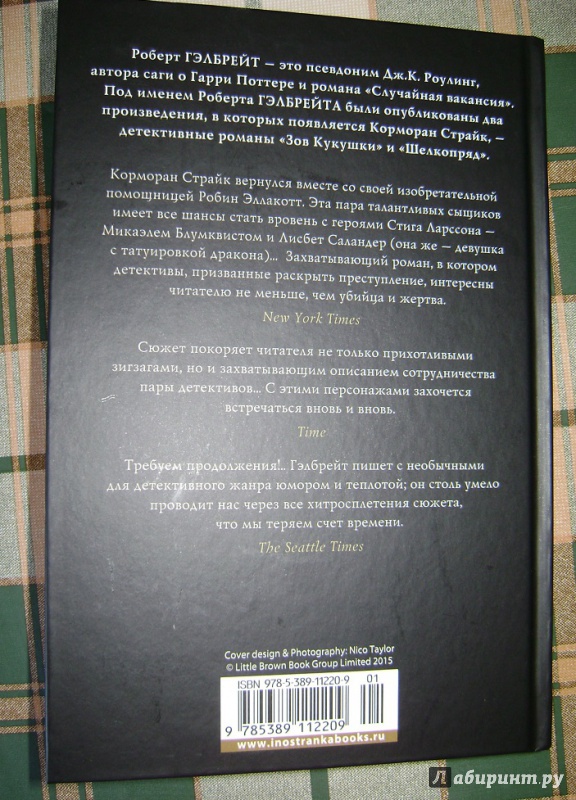 Роберт ГЭЛБРЕЙТ — это псевдоним Дж.К. Роулинг,
автора саги о Гарри Поттере и романа «Случайная вакансия».
Под именем Роберта ГЭЛБРЕЙТА были опубликованы два
произведения, в которых появляется Корморан Страйк, —
детективные романы «Зов Кукушки» и «Шелкопряд».
Корморан Страйк вернулся вместе со своей изобретательной
помощницей Робин Эллакотт. Эта пара талантливых сыщиков
имеет все шансы стать вровень с героями Стига Ларссона —
Микаэлем Блумквистом и Лисбет Саландер (она же — девушка
с татуировкой дракона)... Захватывающий роман, в котором
детективы, призванные раскрыть преступление, интересны
читателю не меньше, чем убийца и жертва.
New York Times
Сюжет покоряет читателя не только прихотливыми
зигзагами, но и захватывающим описанием сотрудничества
пары детективов... С этими персонажами захочется
встречаться вновь и вновь.
Time
Требуем продолжения!.. Гэлбрейт пишет с необычными
для детективного жанра юмором и теплотой; он столь умело
проводит нас через все хитросплетения сюжета,
что мы теряем счет времени.
The Seattle Times
Cover design & Photography: Nico Taylor
© Little Brown Book Group Limited 2015
ISBN 978-5-389-11220-9 01
9 785389 112209
www.inostrankabooks.ru
Лабиринт.ру